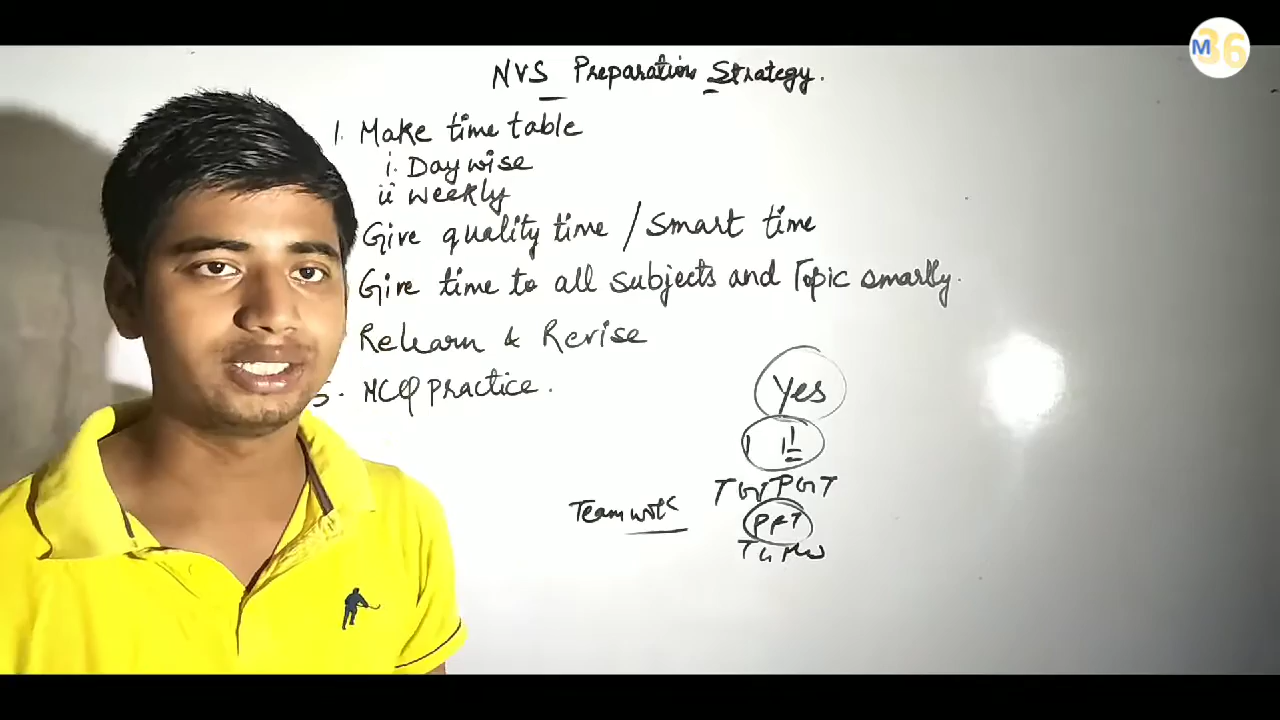 M36
NVS Preparation Strategy.
1. Make time table
i. Day wise
ii weekly
Give quality time / smart time
Give time to all subjects and Topic smartly.
Relearn & Revise
5. MCQ practice.
Yes
TGT PGT
Team work